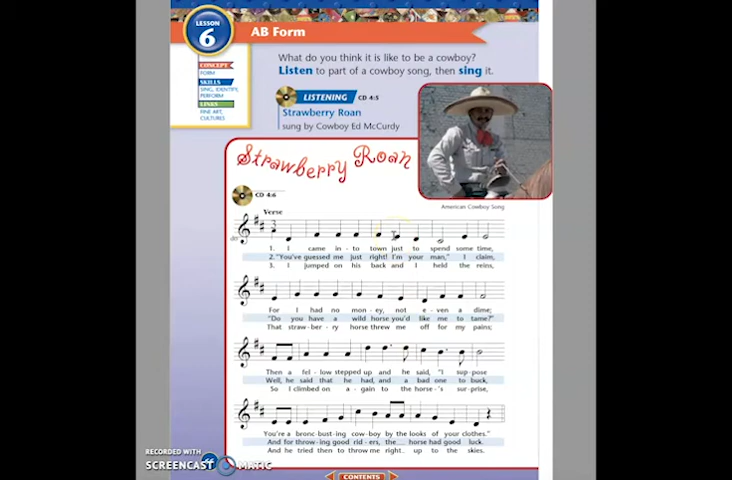 LESSON
6
AB Form
What do you think it is like to be a cowboy?
Listen to part of a cowboy song, then sing it.
CONCEPT
FORM
SKILLS
SING, IDENTIFY,
PERFORM
LINKS
FINE ART,
CULTURES
LISTENING CD 4:5
Strawberry Roan
sung by Cowboy Ed McCurdy
Strawberry Roan
CD 4:6
American Cowboy Song
Verse
1. I came in- to town just to spend some time,
2. "You've guessed me just right! I'm your man," I claim,
3. I jumped on his back and I held the reins,
For I had no mon- ey, not e- ven a dime;
"Do you have a wild horse you'd like me to tame?"
That straw- ber- ry horse threw me off for my pains;
Then a fel- low stepped up and he said, "I sup- pose
Well, he said that he had, and a bad one to buck,
So I climbed on a- gain to the horse- 's sur- prise,
You're a bronc- bust- ing cow- boy by the looks of your clothes."
And for throw- ing good rid- ers, the horse had good luck.
And he tried then to throw me right up to the skies.
RECORDED WITH
SCREENCAST MATIC
CONTENTS